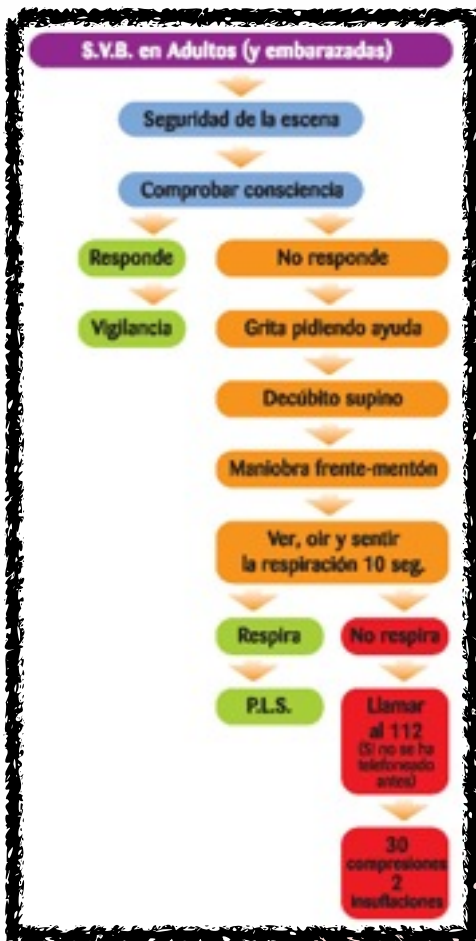 S.V.B. en Adultos (y embarazadas)
Seguridad de la escena
Comprobar consciencia
Responde
No responde
Vigilancia
Grita pidiendo ayuda
Decúbito supino
Maniobra frente-mentón
Ver, oir y sentir
la respiración 10 seg.
Respira
No respira
P.L.S.
Llamar
al 112
(Si no se ha
telefoneado
antes)
30
compresiones
2
insuflaciones